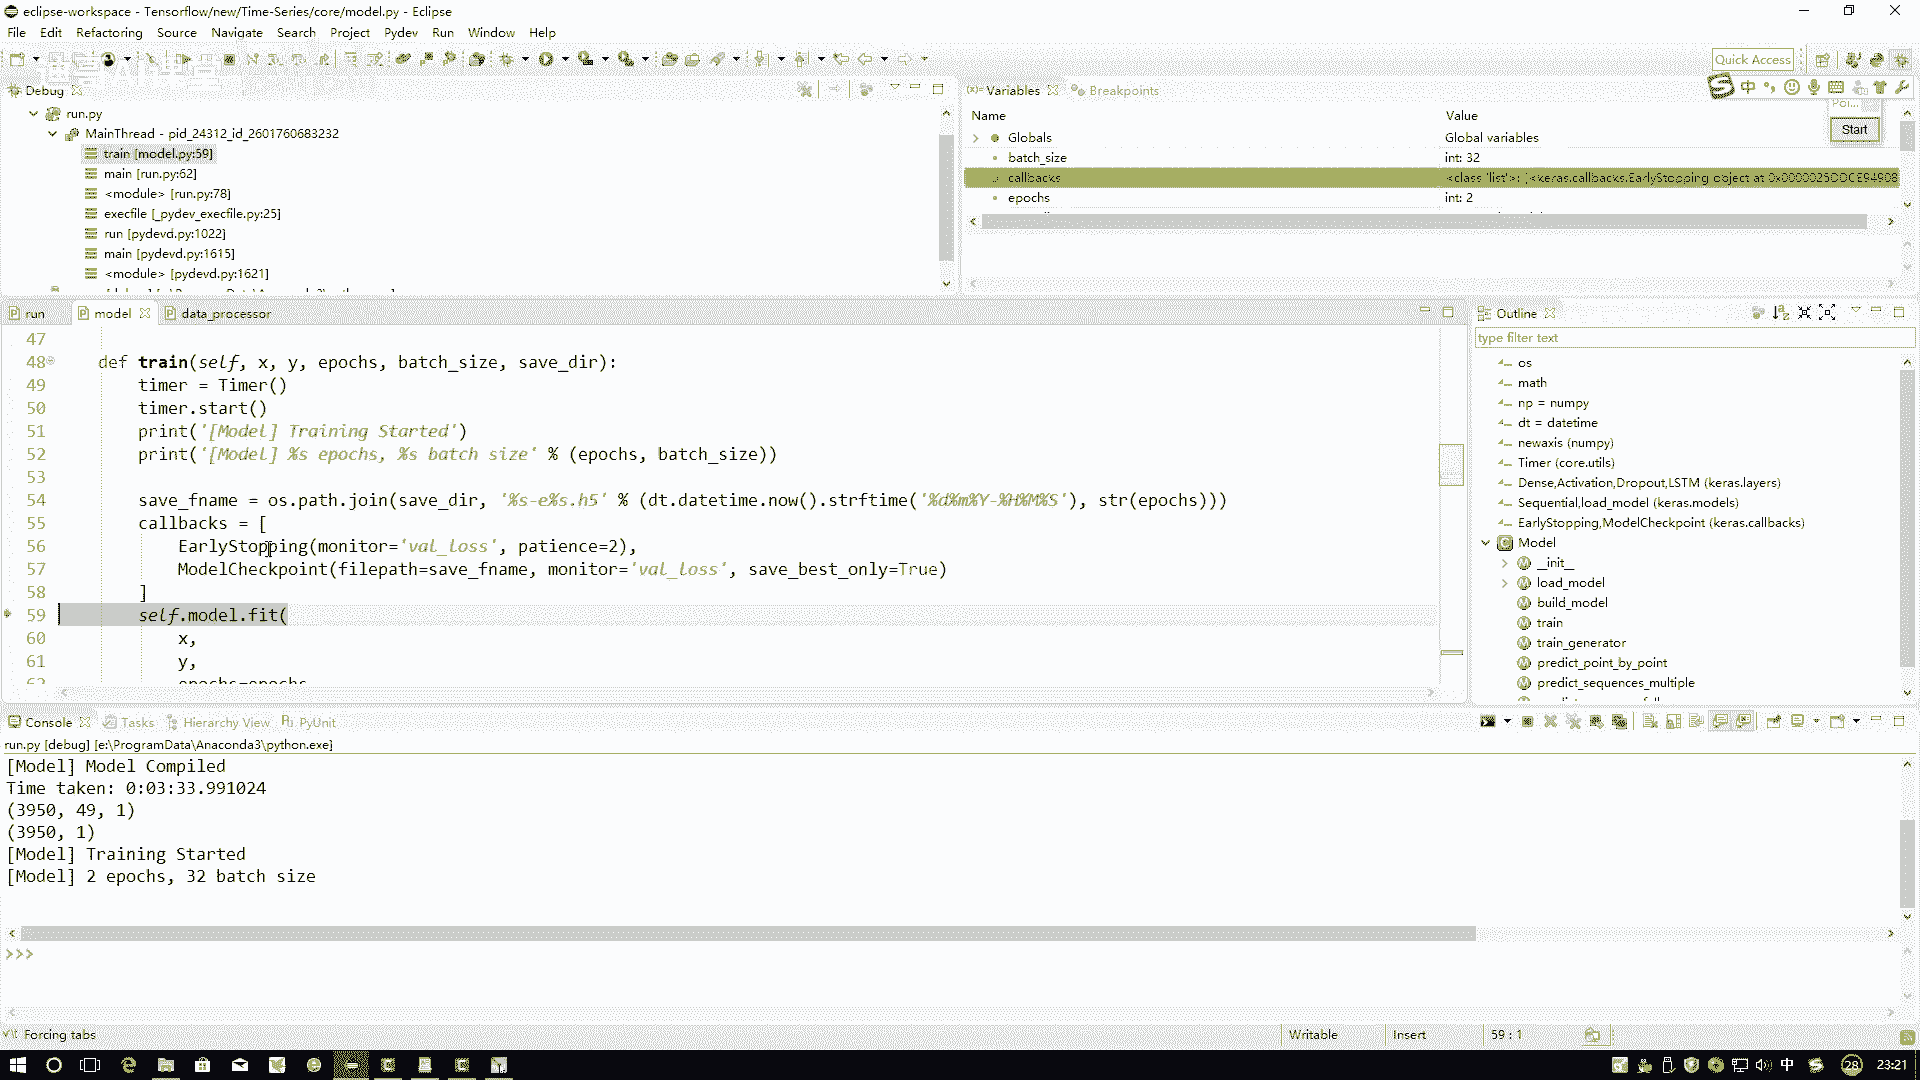 eclipse-workspace - Tensorflow/new/Time-Series/core/model.py - Eclipse
File Edit Refactoring Source Navigate Search Project Pydev Run Window Help
Quick Access
Debug
run.py
MainThread - pid_24312_id_2601760683232
train [model.py:59]
main [run.py:62]
<module> [run.py:78]
execfile [_pydev_execfile.py:25]
run [pydevd.py:1022]
main [pydevd.py:1615]
<module> [pydevd.py:1621]
Variables Breakpoints
中
Name Value
Start
Globals Global variables
batch_size int: 32
callbacks <class 'list'>: [<keras.callbacks.EarlyStopping object at
epochs int: 2
run model data_processor
47
48 def train(self, x, y, epochs, batch_size, save_dir):
49 timer = Timer()
50 timer.start()
51 print('[Model] Training Started')
52 print('[Model] %s epochs, %s batch size' % (epochs, batch_size))
53
54 save_fname = os.path.join(save_dir, '%s-e%s.h5' % (dt.datetime.now().strftime('%d%m%Y-%H%M%S'), str(epochs)))
55 callbacks = [
56 EarlyStopping(monitor='val_loss', patience=2),
57 ModelCheckpoint(filepath=save_fname, monitor='val_loss', save_best_only=True)
58 ]
59 self.model.fit(
60 x,
61 y,
62 epochs=epochs
Outline
type filter text
os
math
np = numpy
dt = datetime
newaxis (numpy)
Timer (core.utils)
Dense,Activation,Dropout,LSTM (keras.layers)
Sequential,load_model (keras.models)
EarlyStopping,ModelCheckpoint (keras.callbacks)
Model
__init__
load_model
build_model
train
train_generator
predict_point_by_point
predict_sequences_multiple
Console Tasks Hierarchy View PyUnit
run.py [debug] [e:\ProgramData\Anaconda3\python.exe]
[Model] Model Compiled
Time taken: 0:03:33.991024
(3950, 49, 1)
(3950, 1)
[Model] Training Started
[Model] 2 epochs, 32 batch size
>>>
Forcing tabs Writable Insert 59 : 1
中 28 23:21